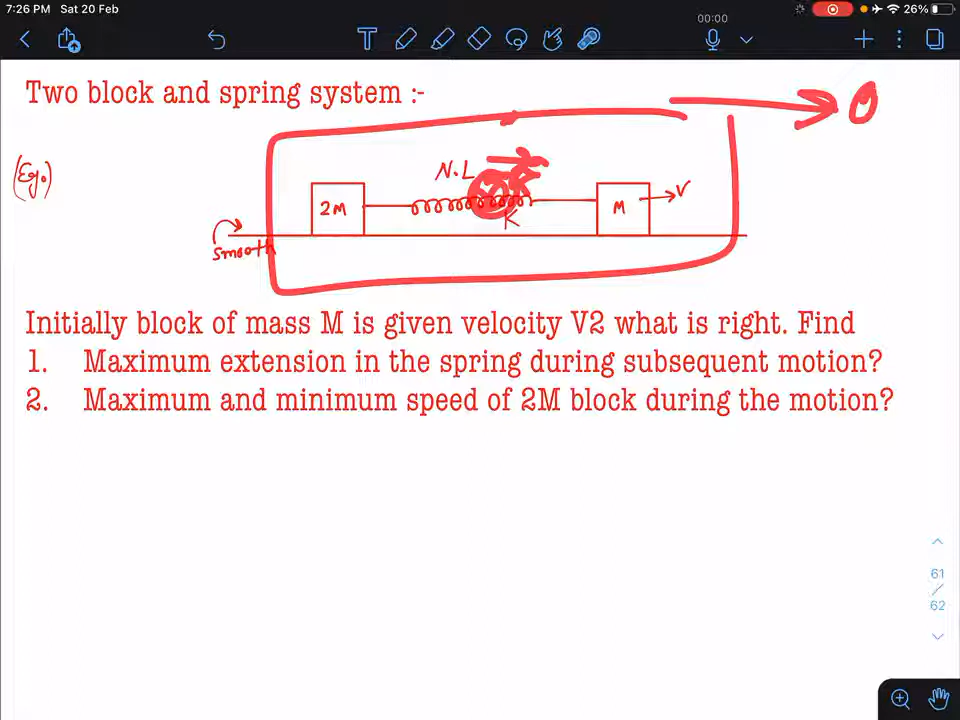 7:26 PM Sat 20 Feb
00:00
26%
T
Two block and spring system :-
0
(Eg.)
N.L
2M
K
M
V
smooth
Initially block of mass M is given velocity V2 what is right. Find
1. Maximum extension in the spring during subsequent motion?
2. Maximum and minimum speed of 2M block during the motion?
61
/
62